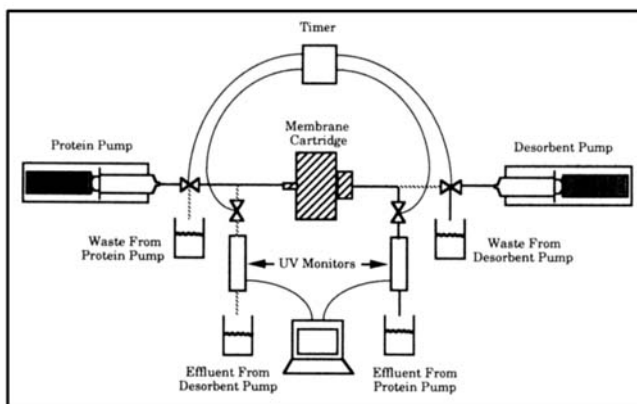 Timer
Membrane
Cartridge
Protein Pump
Desorbent Pump
Waste From
Protein Pump
UV Monitors
Waste From
Desorbent Pump
Effluent From
Desorbent Pump
Effluent From
Protein Pump